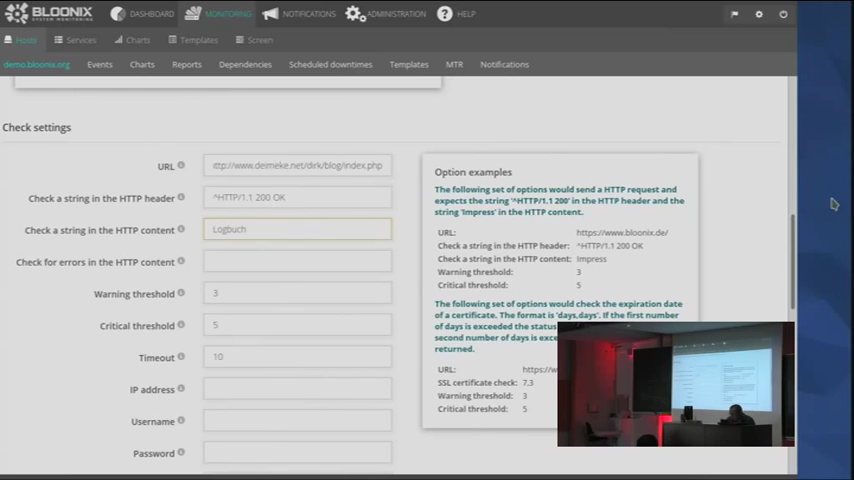 BLOONIX
SYSTEM MONITORING
DASHBOARD
MONITORING
NOTIFICATIONS
ADMINISTRATION
HELP
Hosts
Services
Charts
Templates
Screen
demo.bloonix.org
Events
Charts
Reports
Dependencies
Scheduled downtimes
Templates
MTR
Notifications
Check settings
URL
ittp://www.deimeke.net/dirk/blog/index.php
Check a string in the HTTP header
^HTTP/1.1 200 OK
Check a string in the HTTP content
Logbuch
Check for errors in the HTTP content
Warning threshold
3
Critical threshold
5
Timeout
10
IP address
Username
Password
Option examples
The following set of options would send a HTTP request and
expects the string '^HTTP/1.1 200' in the HTTP header and the
string 'Impress' in the HTTP content.
URL: https://www.bloonix.de/
Check a string in the HTTP header: ^HTTP/1.1 200 OK
Check a string in the HTTP content: Impress
Warning threshold: 3
Critical threshold: 5
The following set of options would check the expiration date
of a certificate. The format is 'days,days'. If the first number
of days is exceeded the status
second number of days is exce
returned.
URL: https://w
SSL certificate check: 7,3
Warning threshold: 3
Critical threshold: 5